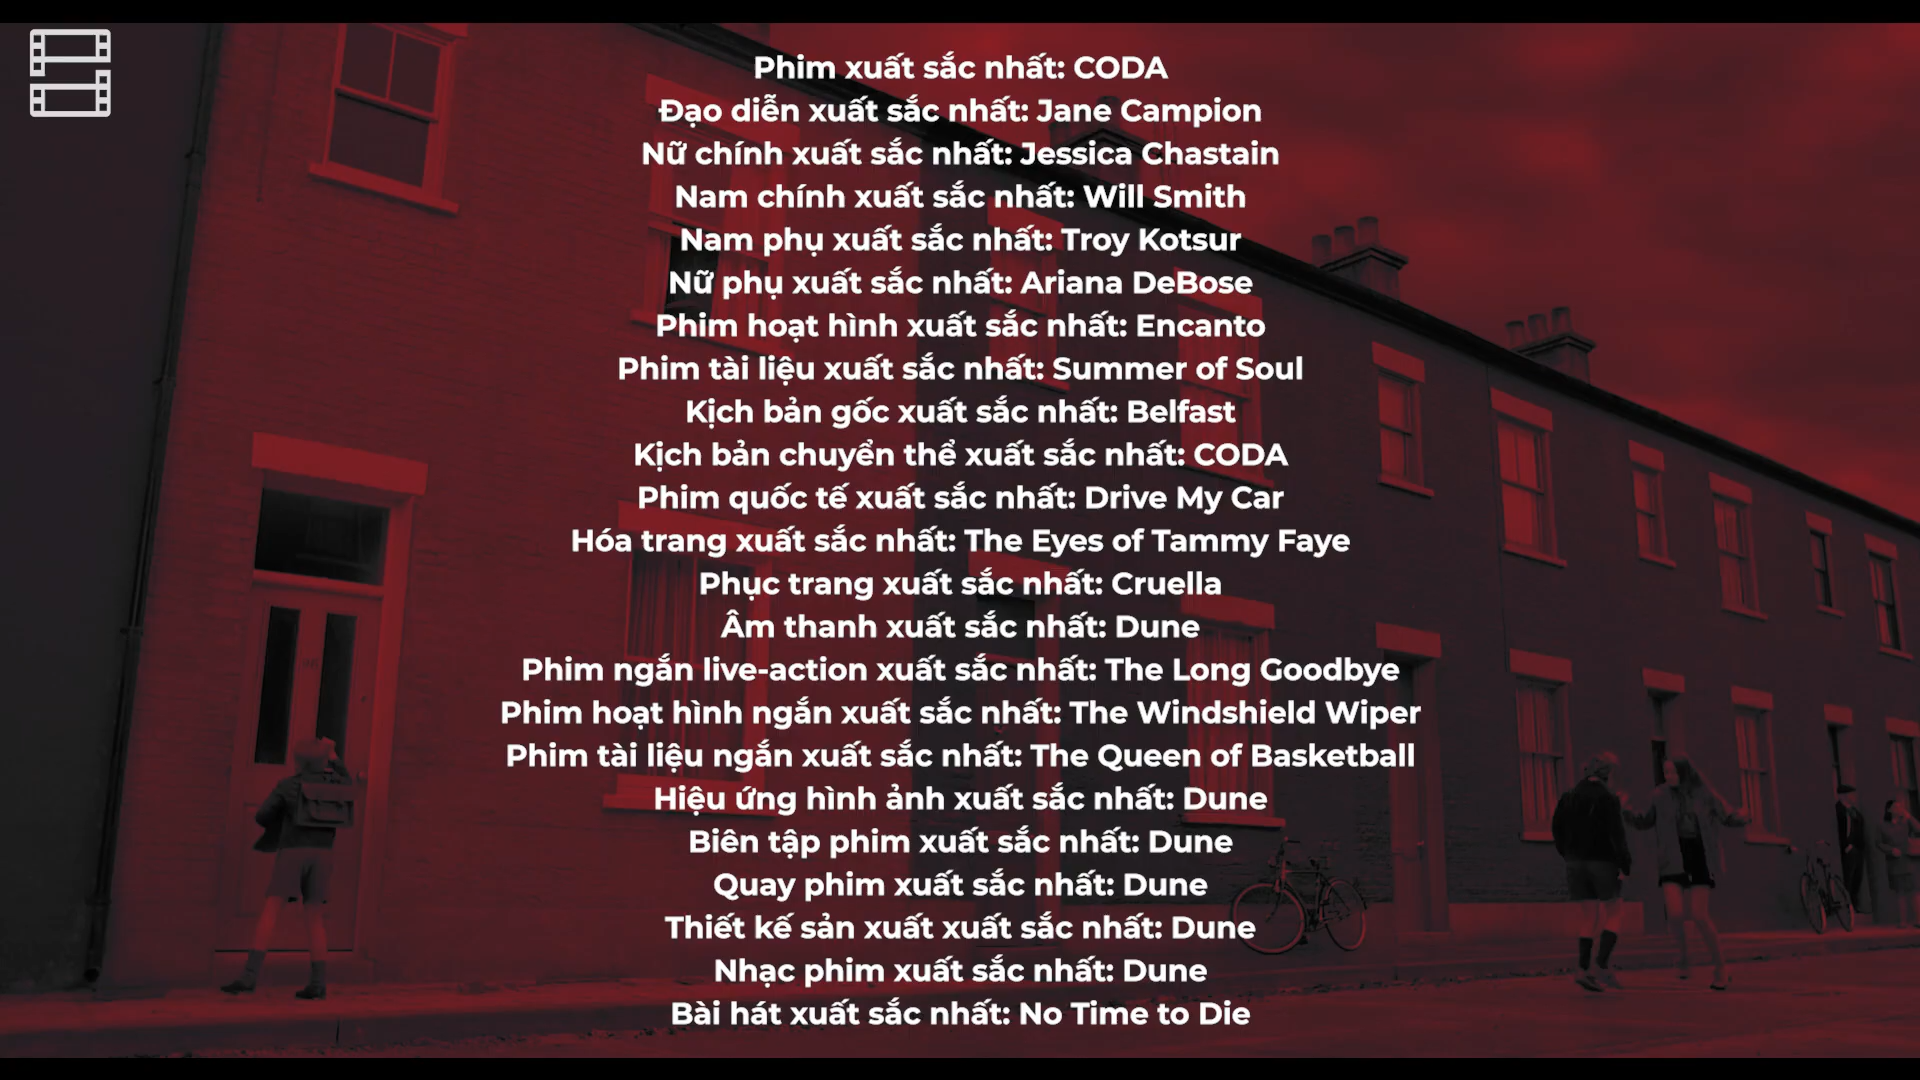 Phim xuất sắc nhất: CODA
Đạo diễn xuất sắc nhất: Jane Campion
Nữ chính xuất sắc nhất: Jessica Chastain
Nam chính xuất sắc nhất: Will Smith
Nam phụ xuất sắc nhất: Troy Kotsur
Nữ phụ xuất sắc nhất: Ariana DeBose
Phim hoạt hình xuất sắc nhất: Encanto
Phim tài liệu xuất sắc nhất: Summer of Soul
Kịch bản gốc xuất sắc nhất: Belfast
Kịch bản chuyển thể xuất sắc nhất: CODA
Phim quốc tế xuất sắc nhất: Drive My Car
Hóa trang xuất sắc nhất: The Eyes of Tammy Faye
Phục trang xuất sắc nhất: Cruella
Âm thanh xuất sắc nhất: Dune
Phim ngắn live-action xuất sắc nhất: The Long Goodbye
Phim hoạt hình ngắn xuất sắc nhất: The Windshield Wiper
Phim tài liệu ngắn xuất sắc nhất: The Queen of Basketball
Hiệu ứng hình ảnh xuất sắc nhất: Dune
Biên tập phim xuất sắc nhất: Dune
Quay phim xuất sắc nhất: Dune
Thiết kế sản xuất xuất sắc nhất: Dune
Nhạc phim xuất sắc nhất: Dune
Bài hát xuất sắc nhất: No Time to Die